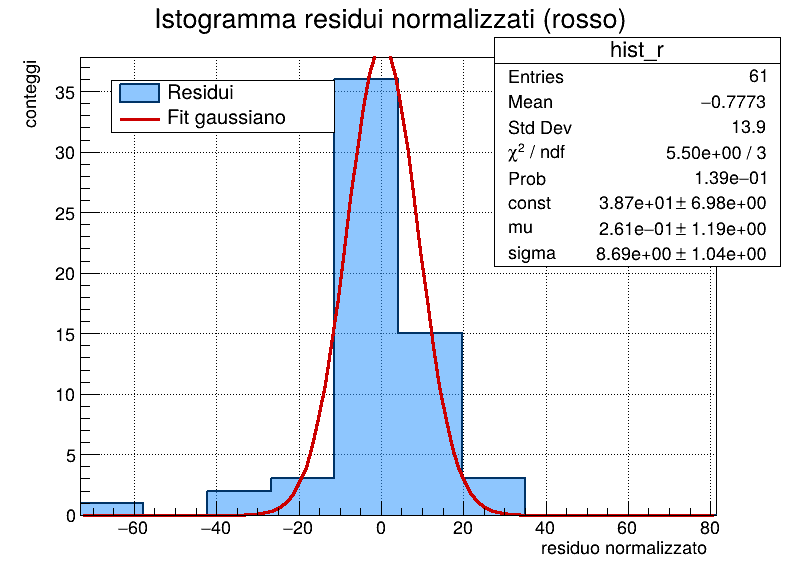 Istogramma residui normalizzati (rosso)
hist_r
Entries 61
Mean −0.7773
Std Dev 13.9
χ² / ndf 5.50e+00 / 3
Prob 1.39e−01
const 3.87e+01 ± 6.98e+00
mu 2.61e−01 ± 1.19e+00
sigma 8.69e+00 ± 1.04e+00
Residui
Fit gaussiano
conteggi
35
30
25
20
15
10
5
0
−60 −40 −20 0 20 40 60 80
residuo normalizzato